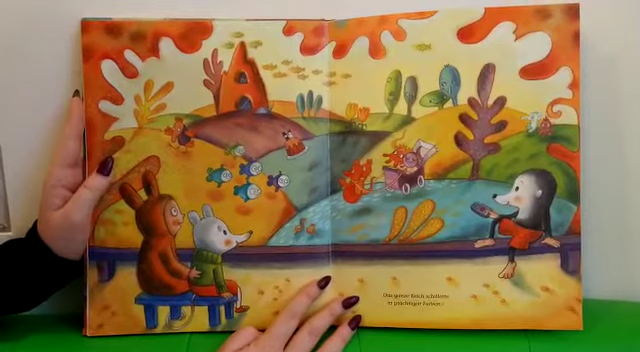 Das ganze Reich schillerte
in prächtigen Farben.